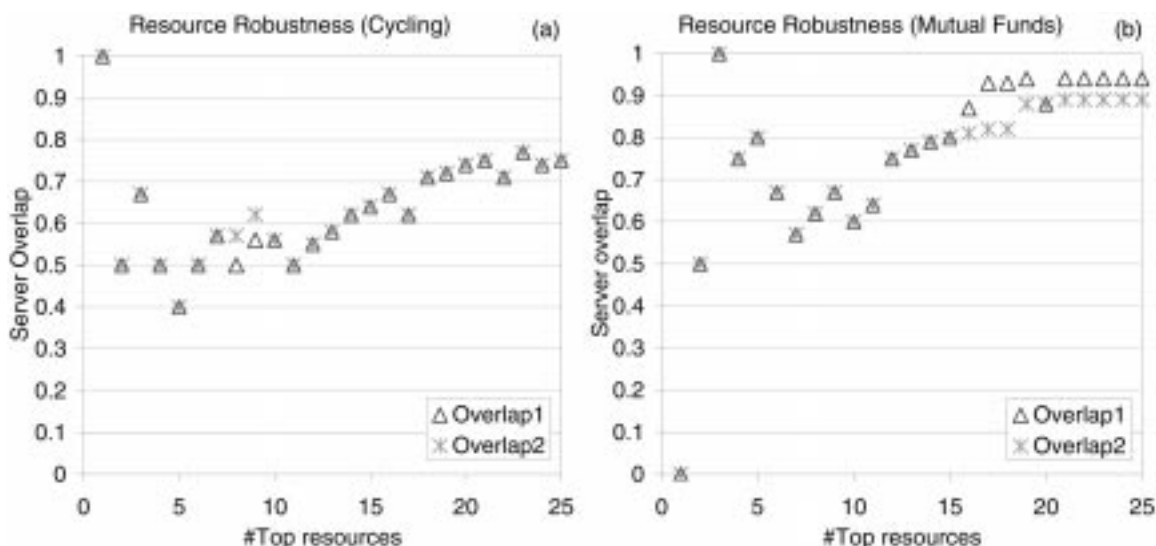 Resource Robustness (Cycling) (a)
1
0.9
0.8
0.7
0.6
0.5
0.4
0.3
0.2
0.1
0
Server Overlap
0 5 10 15 20 25
#Top resources
Overlap1
Overlap2
Resource Robustness (Mutual Funds) (b)
1
0.9
0.8
0.7
0.6
0.5
0.4
0.3
0.2
0.1
0
Server overlap
0 5 10 15 20 25
#Top resources
Overlap1
Overlap2